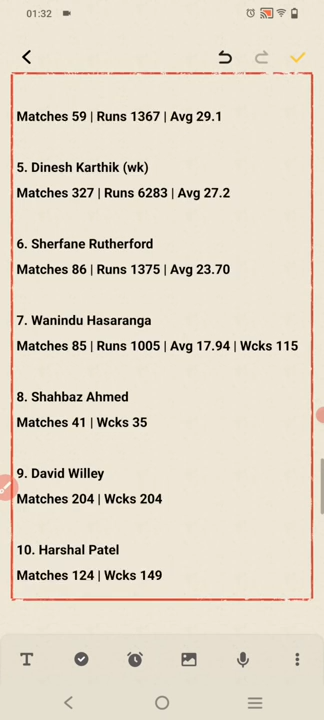 01:32
Matches 59 | Runs 1367 | Avg 29.1
5. Dinesh Karthik (wk)
Matches 327 | Runs 6283 | Avg 27.2
6. Sherfane Rutherford
Matches 86 | Runs 1375 | Avg 23.70
7. Wanindu Hasaranga
Matches 85 | Runs 1005 | Avg 17.94 | Wcks 115
8. Shahbaz Ahmed
Matches 41 | Wcks 35
9. David Willey
Matches 204 | Wcks 204
10. Harshal Patel
Matches 124 | Wcks 149
T